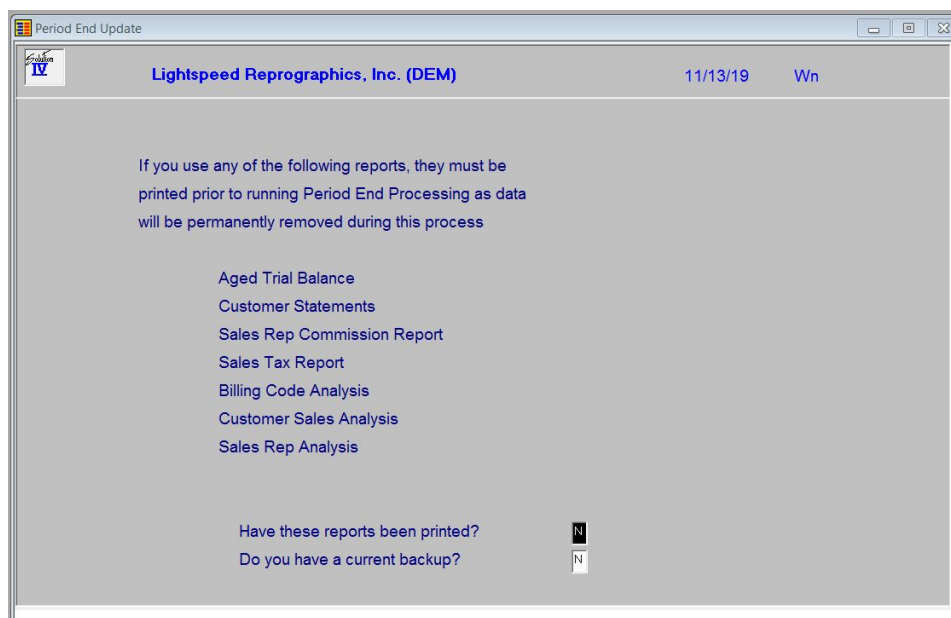 Period End Update
Solution
IV
Lightspeed Reprographics, Inc. (DEM) 11/13/19 Wn
If you use any of the following reports, they must be
printed prior to running Period End Processing as data
will be permanently removed during this process
Aged Trial Balance
Customer Statements
Sales Rep Commission Report
Sales Tax Report
Billing Code Analysis
Customer Sales Analysis
Sales Rep Analysis
Have these reports been printed? N
Do you have a current backup? N